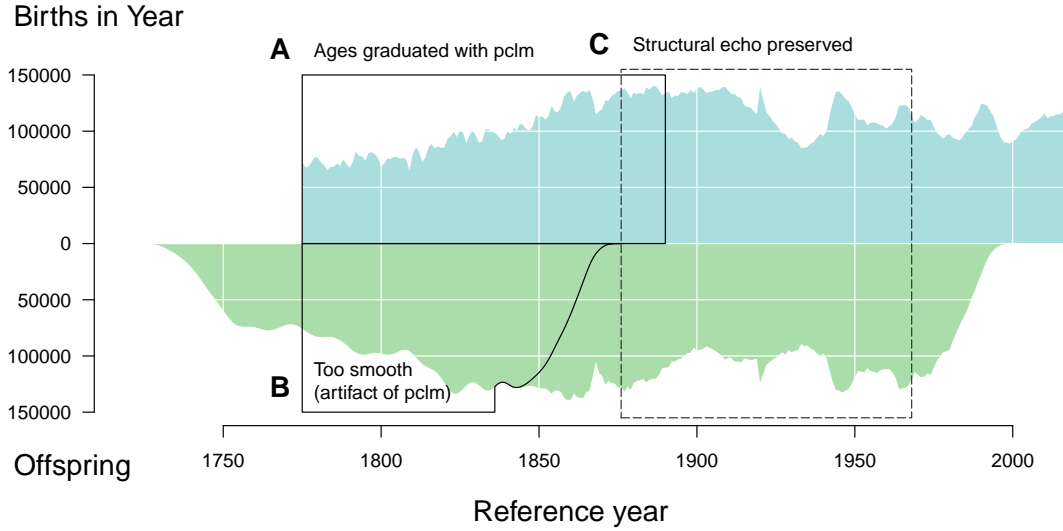 Births in Year
A Ages graduated with pclm
C Structural echo preserved
150000
100000
50000
0
50000
100000
150000
B Too smooth
(artifact of pclm)
1750 1800 1850 1900 1950 2000
Offspring
Reference year